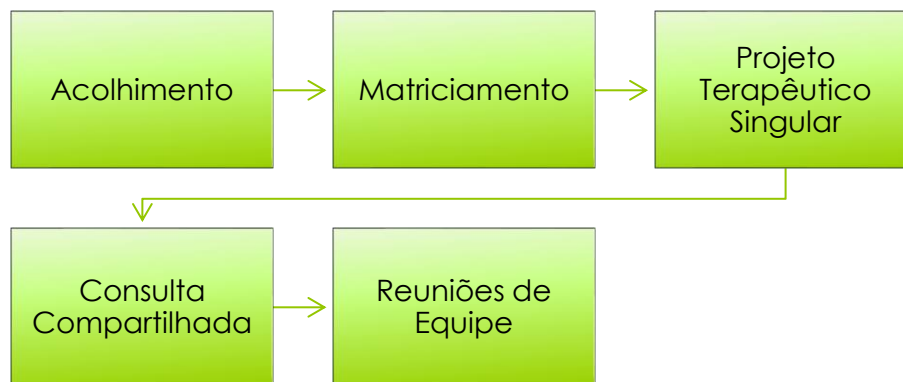 Acolhimento
Matriciamento
Projeto
Terapêutico
Singular
Consulta
Compartilhada
Reuniões de
Equipe